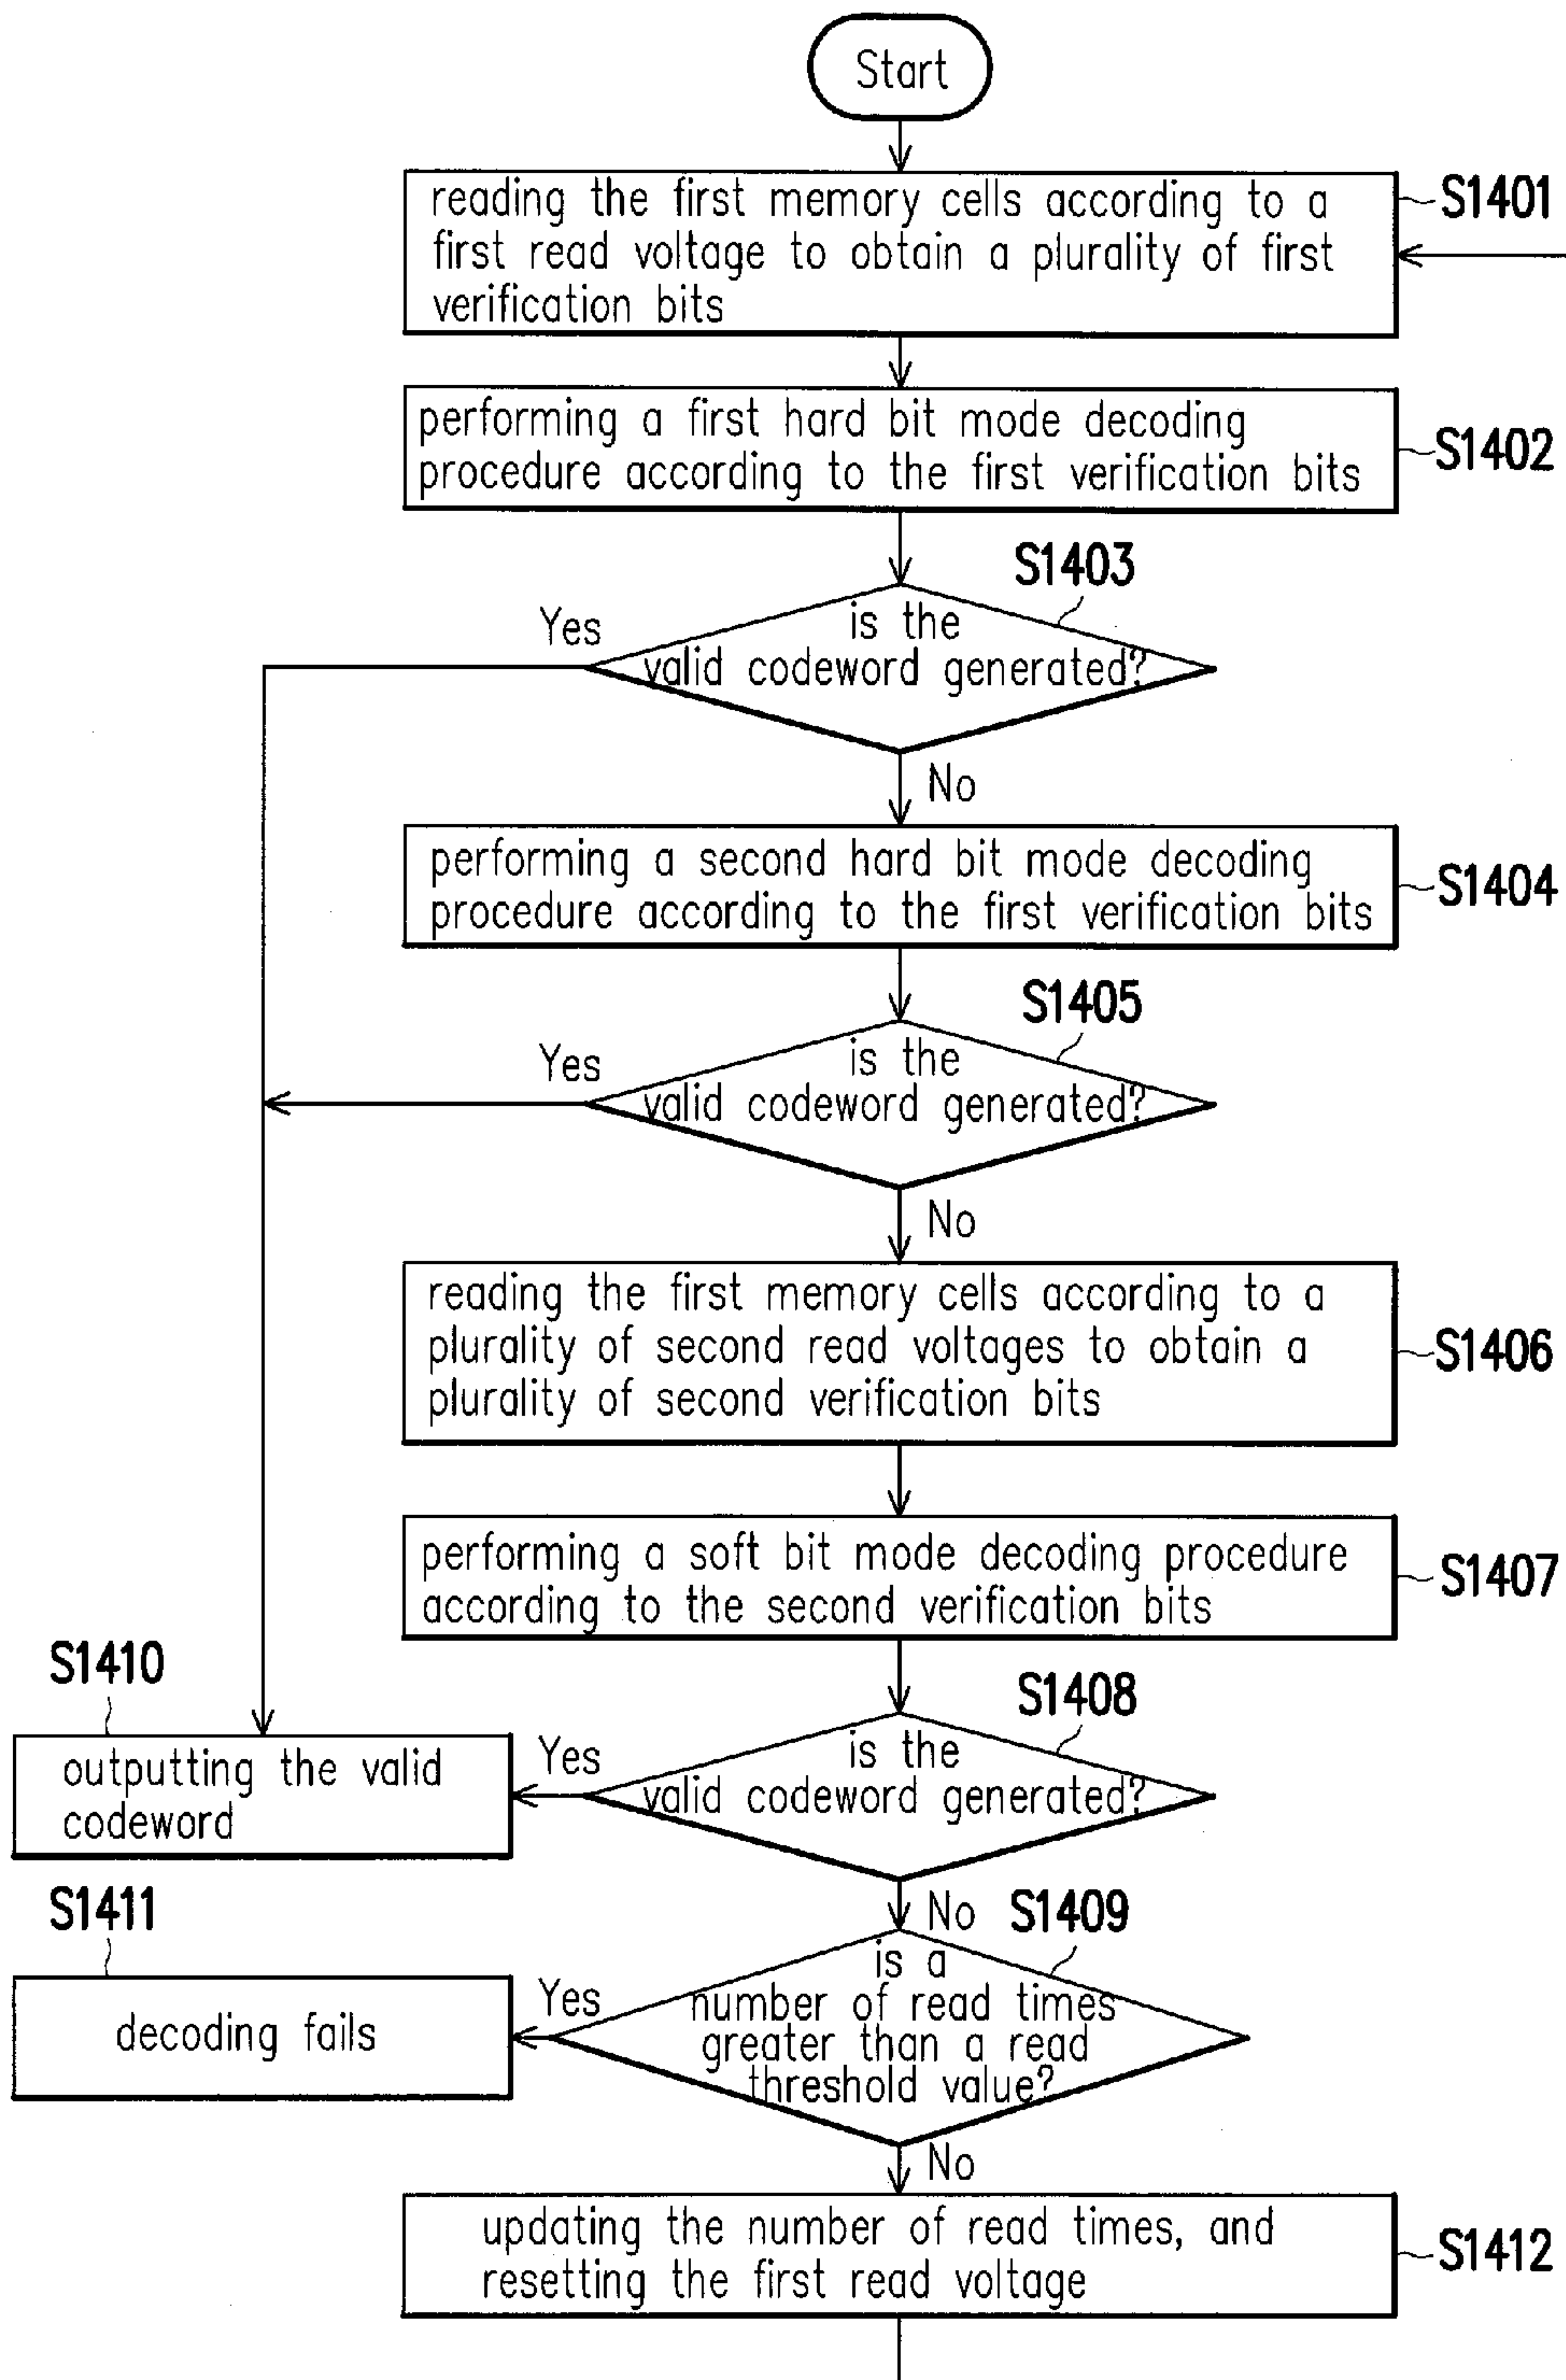 Start
reading the first memory cells according to a
first read voltage to obtain a plurality of first
verification bits
S1401
performing a first hard bit mode decoding
procedure according to the first verification bits
S1402
S1403
is the
valid codeword generated?
Yes
No
performing a second hard bit mode decoding
procedure according to the first verification bits
S1404
S1405
is the
valid codeword generated?
Yes
No
reading the first memory cells according to a
plurality of second read voltages to obtain a
plurality of second verification bits
S1406
performing a soft bit mode decoding procedure
according to the second verification bits
S1407
S1408
is the
valid codeword generated?
Yes
S1410
outputting the valid
codeword
No
S1409
is a
number of read times
greater than a read
threshold value?
Yes
S1411
decoding fails
No
updating the number of read times, and
resetting the first read voltage
S1412